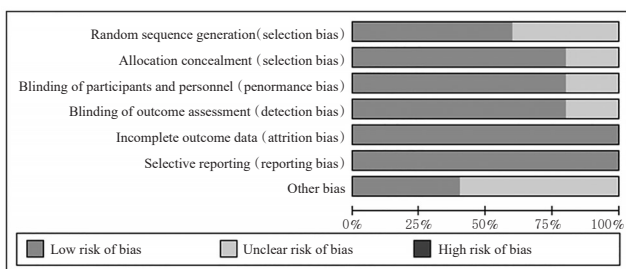 Random sequence generation(selection bias)
Allocation concealment (selection bias)
Blinding of participants and personnel (penormance bias)
Blinding of outcome assessment (detection bias)
Incomplete outcome data (attrition bias)
Selective reporting (reporting bias)
Other bias
0% 25% 50% 75% 100%
Low risk of bias Unclear risk of bias High risk of bias